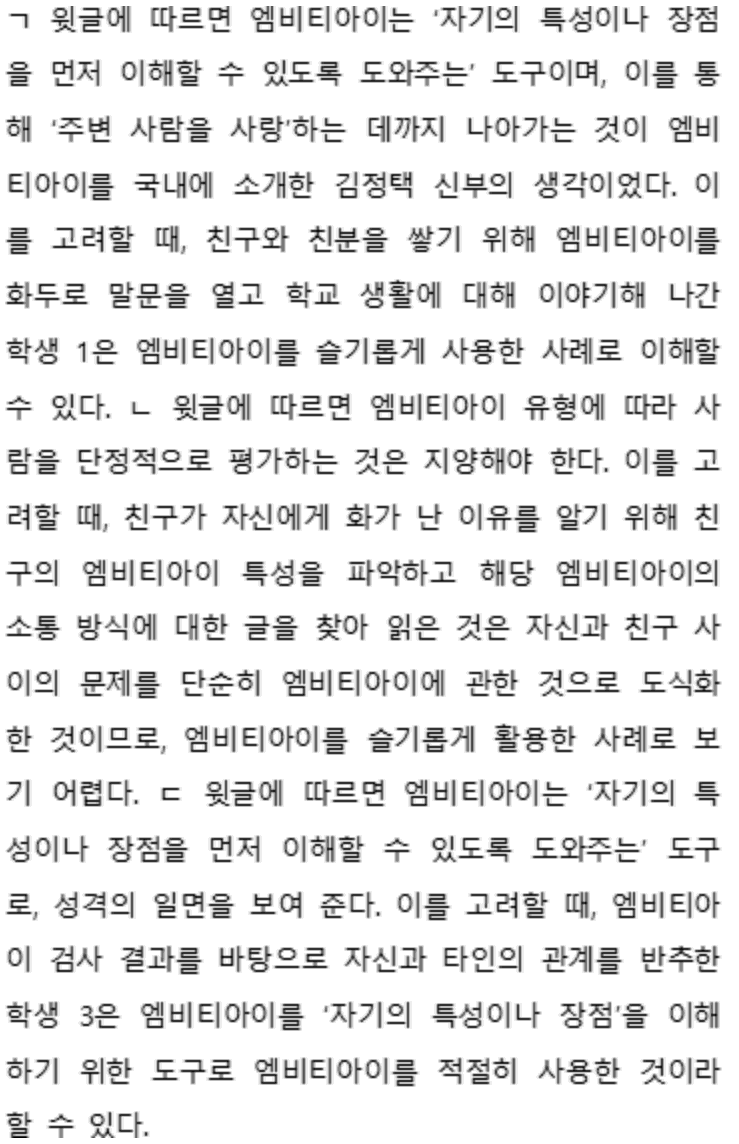 ㄱ 윗글에 따르면 엠비티아이는 ‘자기의 특성이나 장점
을 먼저 이해할 수 있도록 도와주는’ 도구이며, 이를 통
해 ‘주변 사람을 사랑’하는 데까지 나아가는 것이 엠비
티아이를 국내에 소개한 김정택 신부의 생각이었다. 이
를 고려할 때, 친구와 친분을 쌓기 위해 엠비티아이를
화두로 말문을 열고 학교 생활에 대해 이야기해 나간
학생 1은 엠비티아이를 슬기롭게 사용한 사례로 이해할
수 있다. ㄴ 윗글에 따르면 엠비티아이 유형에 따라 사
람을 단정적으로 평가하는 것은 지양해야 한다. 이를 고
려할 때, 친구가 자신에게 화가 난 이유를 알기 위해 친
구의 엠비티아이 특성을 파악하고 해당 엠비티아이의
소통 방식에 대한 글을 찾아 읽은 것은 자신과 친구 사
이의 문제를 단순히 엠비티아이에 관한 것으로 도식화
한 것이므로, 엠비티아이를 슬기롭게 활용한 사례로 보
기 어렵다. ㄷ 윗글에 따르면 엠비티아이는 ‘자기의 특
성이나 장점을 먼저 이해할 수 있도록 도와주는’ 도구
로, 성격의 일면을 보여 준다. 이를 고려할 때, 엠비티아
이 검사 결과를 바탕으로 자신과 타인의 관계를 반추한
학생 3은 엠비티아이를 ‘자기의 특성이나 장점’을 이해
하기 위한 도구로 엠비티아이를 적절히 사용한 것이라
할 수 있다.